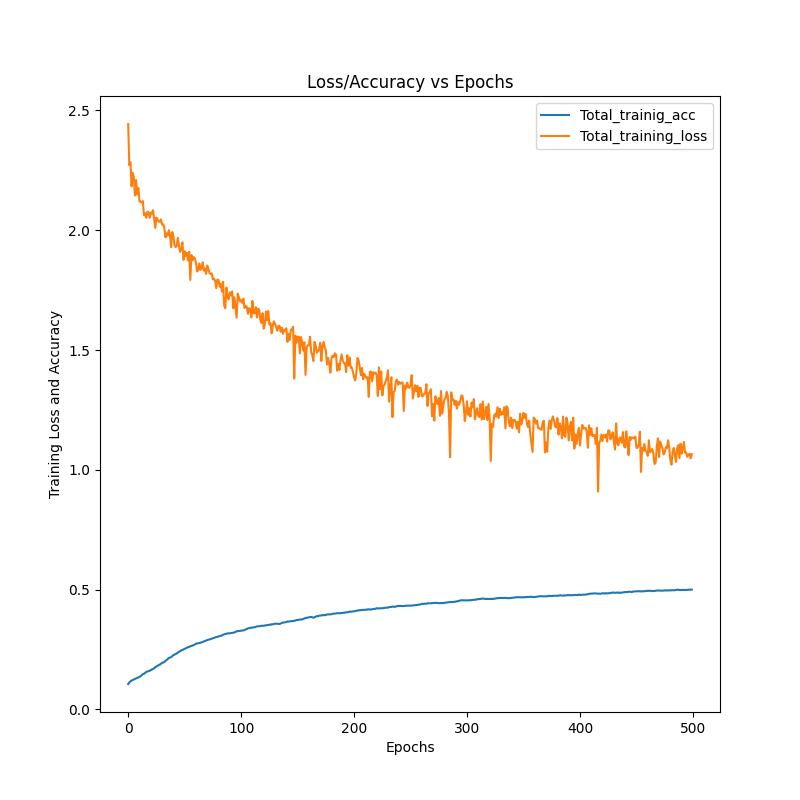 Loss/Accuracy vs Epochs
Total_trainig_acc
Total_training_loss
2.5
2.0
1.5
1.0
0.5
0.0
Training Loss and Accuracy
0 100 200 300 400 500
Epochs